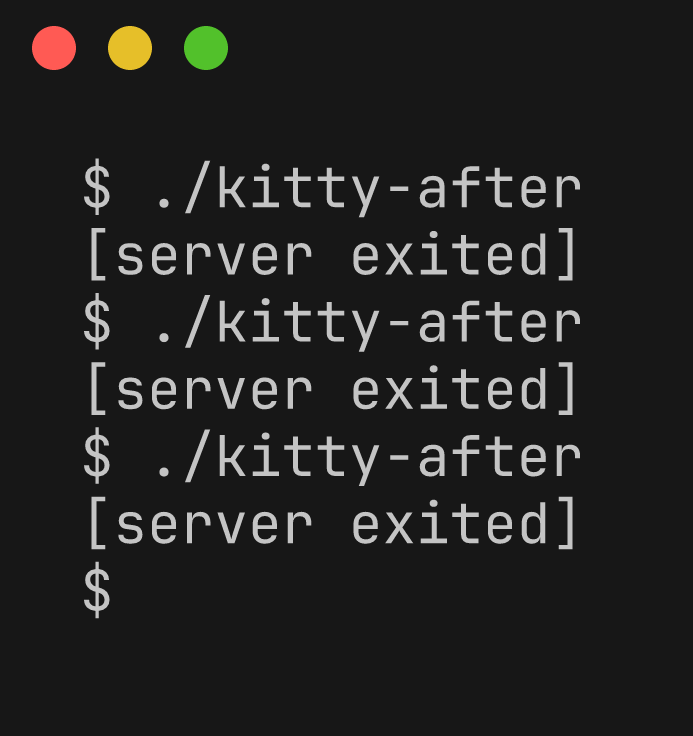 $ ./kitty-after
[server exited]
$ ./kitty-after
[server exited]
$ ./kitty-after
[server exited]
$